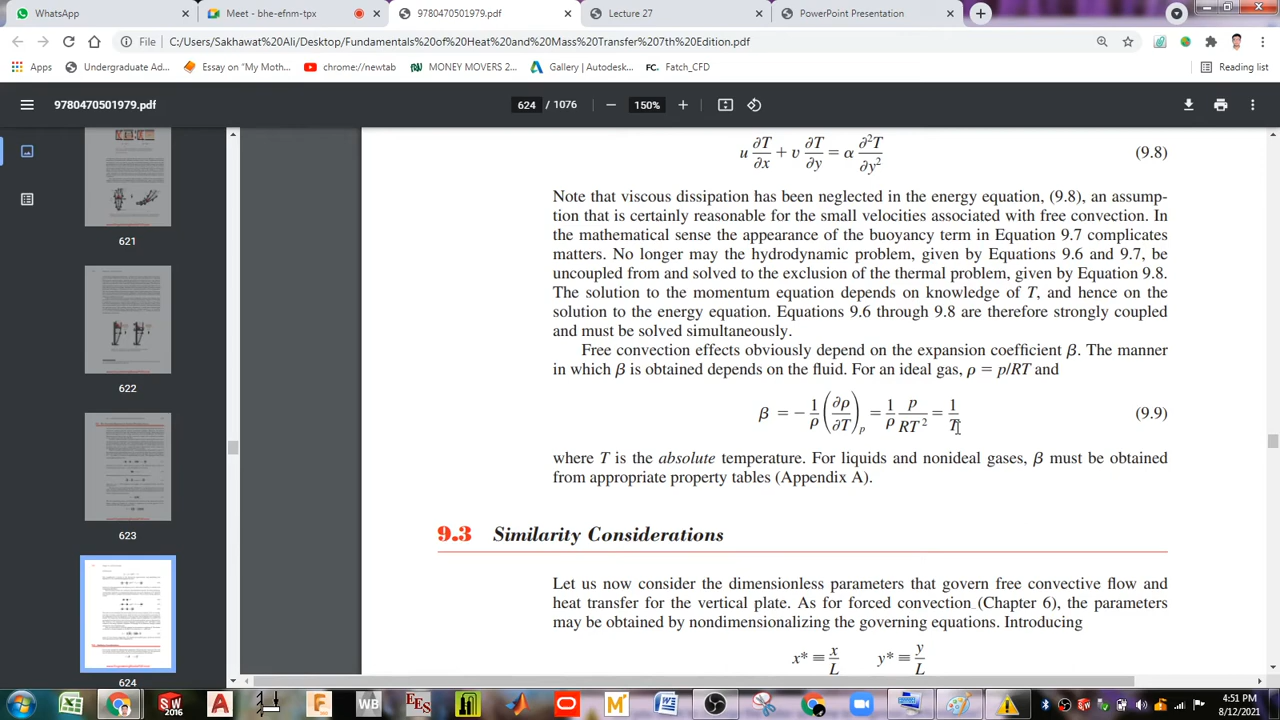 WhatsApp
Meet - bhe-efnm-tpx
9780470501979.pdf
Lecture 27
PowerPoint Presentation
File
C:/Users/Sakhawat%20Ali/Desktop/Fundamentals%20of%20Heat%20and%20Mass%20Transfer%207th%20Edition.pdf
Apps
Undergraduate Ad...
Essay on "My Moth...
chrome://newtab
MONEY MOVERS 2...
Gallery | Autodesk...
FC. Fatch_CFD
Reading list
9780470501979.pdf
624 / 1076
150%
621
622
623
624
u ∂T/∂x + υ ∂T/∂y = α ∂²T/∂y² (9.8)
Note that viscous dissipation has been neglected in the energy equation, (9.8), an assump-
tion that is certainly reasonable for the small velocities associated with free convection. In
the mathematical sense the appearance of the buoyancy term in Equation 9.7 complicates
matters. No longer may the hydrodynamic problem, given by Equations 9.6 and 9.7, be
uncoupled from and solved to the exclusion of the thermal problem, given by Equation 9.8.
The solution to the momentum equation depends on knowledge of T, and hence on the
solution to the energy equation. Equations 9.6 through 9.8 are therefore strongly coupled
and must be solved simultaneously.
Free convection effects obviously depend on the expansion coefficient β. The manner
in which β is obtained depends on the fluid. For an ideal gas, ρ = p/RT and
β = −1/ρ (∂ρ/∂T)p = 1/ρ p/RT² = 1/T (9.9)
where T is the absolute temperature. For liquids and nonideal gases, β must be obtained
from appropriate property tables (Appendix A).
9.3 Similarity Considerations
Let us now consider the dimensionless parameters that govern free convective flow and
heat transfer for the vertical plate. As for forced convection (Chapter 6), the parameters
may be obtained by nondimensionalizing the governing equations. Introducing
SW
2016
EES
WB
4:51 PM
8/12/2021